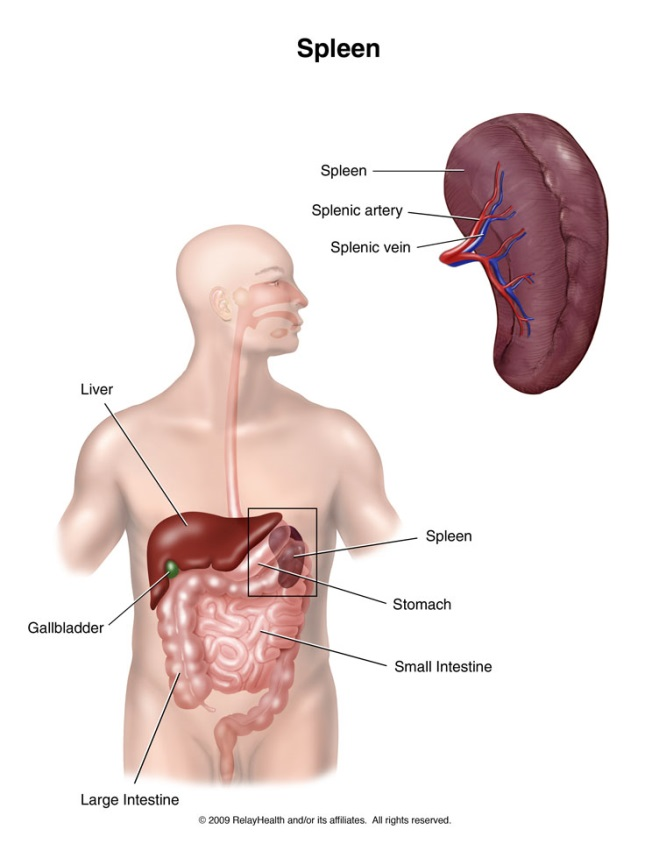 Spleen
Spleen
Splenic artery
Splenic vein
Liver
Spleen
Stomach
Gallbladder
Small Intestine
Large Intestine
© 2009 RelayHealth and/or its affiliates. All rights reserved.